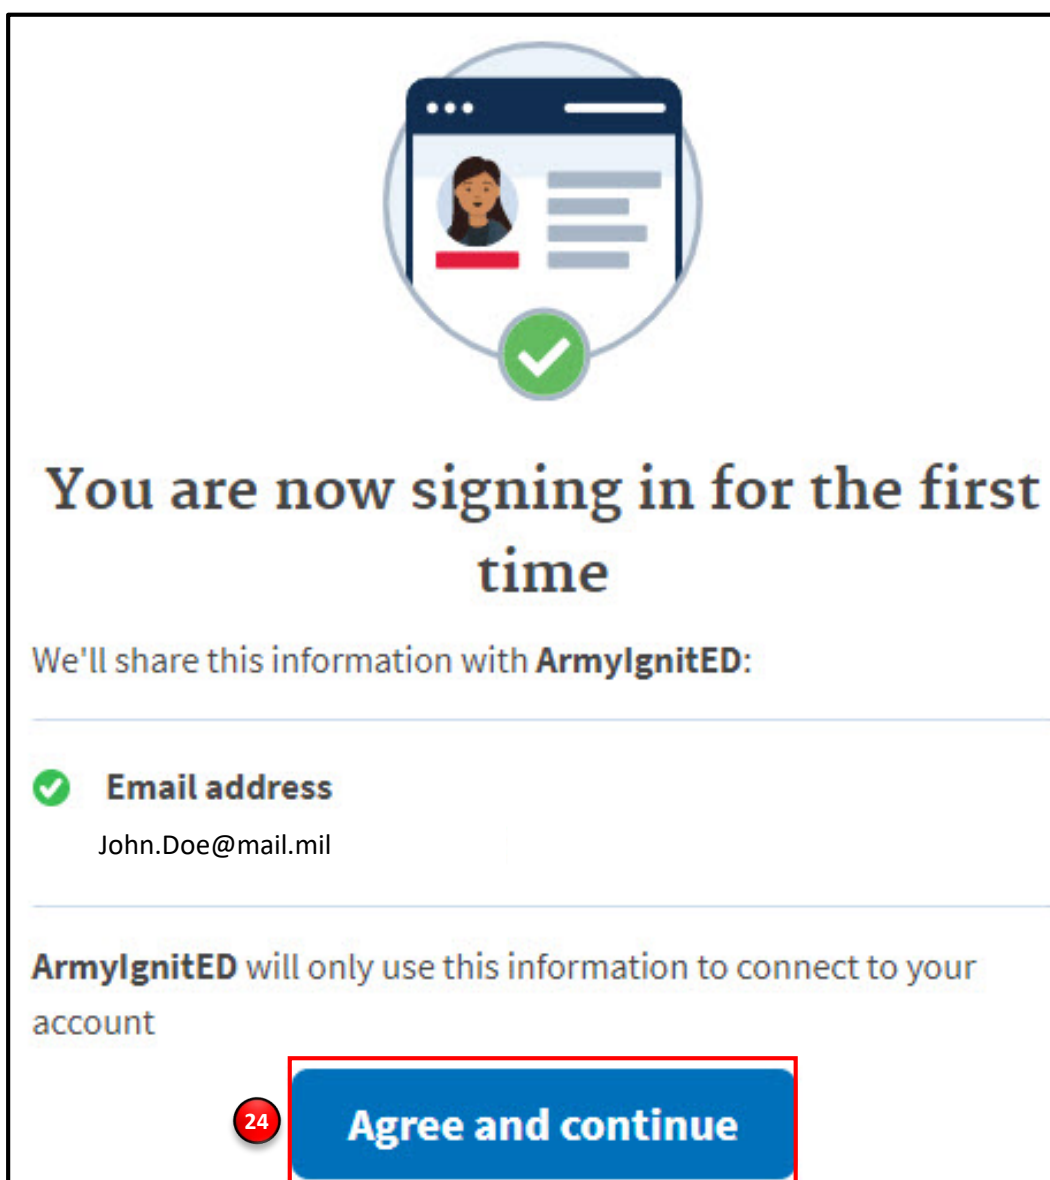 You are now signing in for the first
time
We'll share this information with ArmyIgnitED:
Email address
John.Doe@mail.mil
ArmyIgnitED will only use this information to connect to your
account
24
Agree and continue